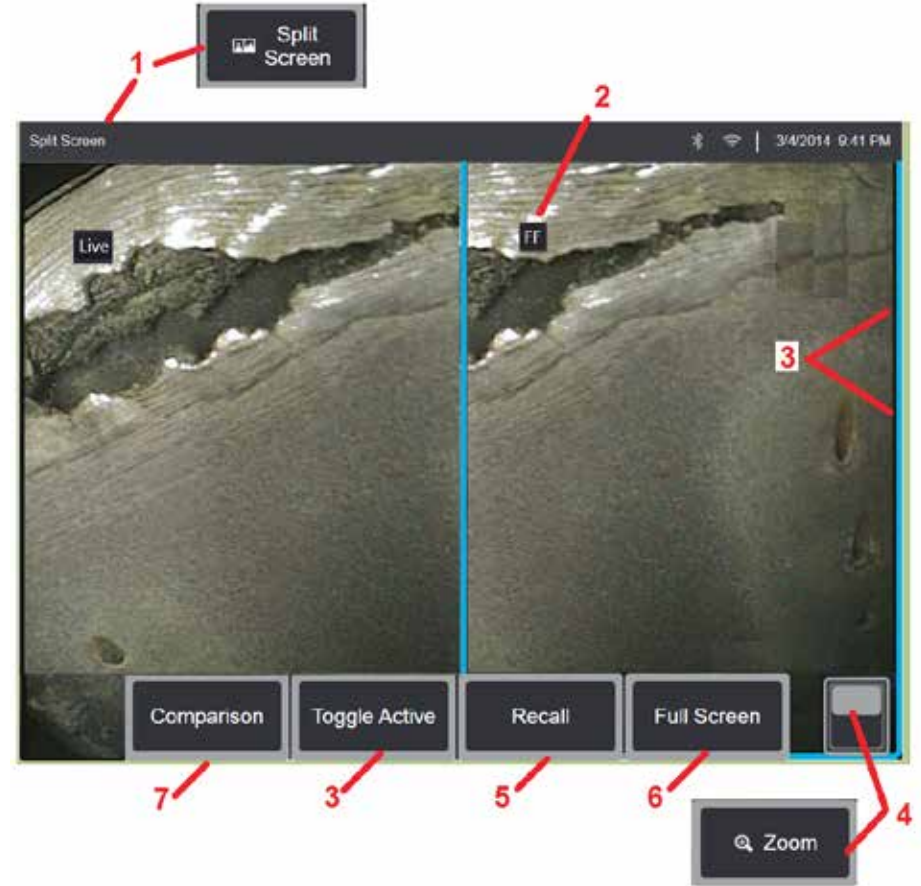 Split
Screen
1
2
Split Screen
3/4/2014 9:41 PM
Live
FF
3
Comparison
Toggle Active
Recall
Full Screen
7
3
5
6
4
Zoom